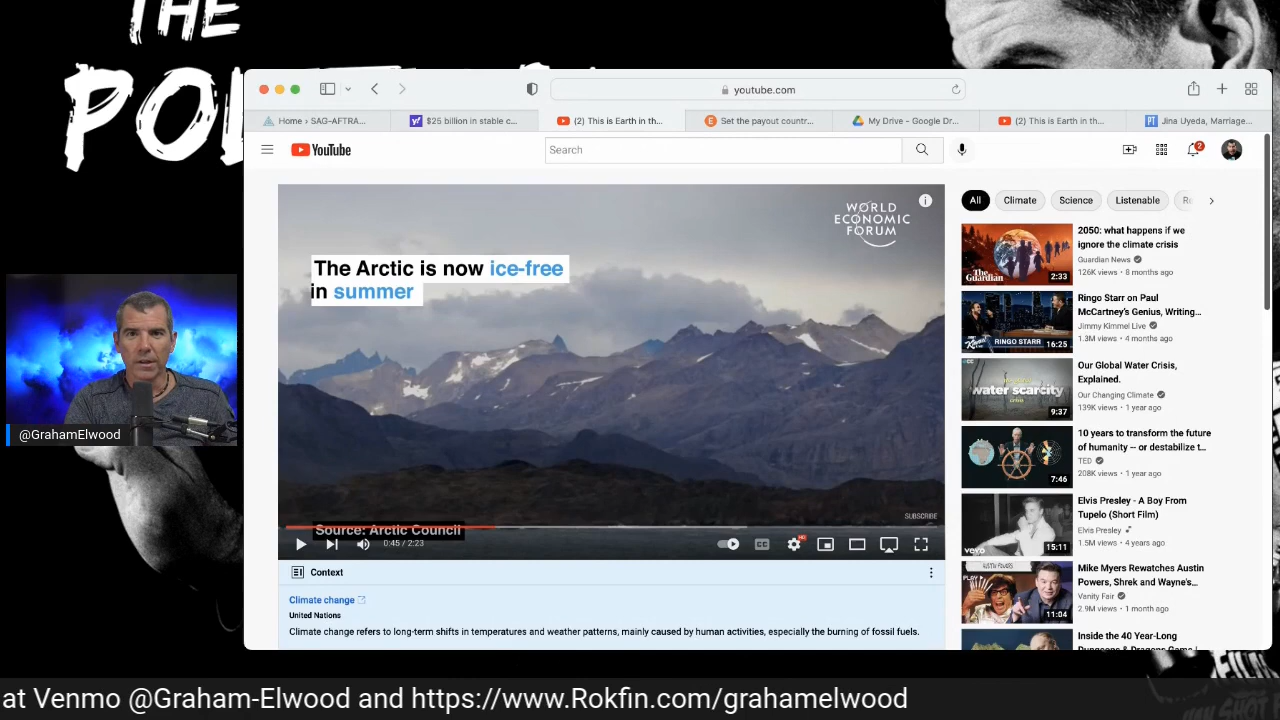 THE
youtube.com
Home › SAG-AFTRA...
$25 billion in stable c...
(2) This is Earth in th...
Set the payout countr...
My Drive – Google Dr...
(2) This is Earth in th...
Jina Uyeda, Marriage...
YouTube
Search
2
WORLD
ECONOMIC
FORUM
The Arctic is now ice-free
in summer
Source: Arctic Council
SUBSCRIBE
0:45 / 2:23
Context
Climate change
United Nations
Climate change refers to long-term shifts in temperatures and weather patterns, mainly caused by human activities, especially the burning of fossil fuels.
All
Climate
Science
Listenable
The
Guardian
2:33
2050: what happens if we
ignore the climate crisis
Guardian News
126K views • 8 months ago
RINGO STARR
16:25
Ringo Starr on Paul
McCartney's Genius, Writing...
Jimmy Kimmel Live
1.3M views • 4 months ago
water scarcity
9:37
Our Global Water Crisis,
Explained.
Our Changing Climate
139K views • 1 year ago
7:46
10 years to transform the future
of humanity -- or destabilize t...
TED
208K views • 1 year ago
vevo
15:11
Elvis Presley - A Boy From
Tupelo (Short Film)
Elvis Presley
1.5M views • 4 years ago
11:04
Mike Myers Rewatches Austin
Powers, Shrek and Wayne's...
Vanity Fair
2.9M views • 1 month ago
Inside the 40 Year-Long
@GrahamElwood
at Venmo @Graham-Elwood and https://www.Rokfin.com/grahamelwood